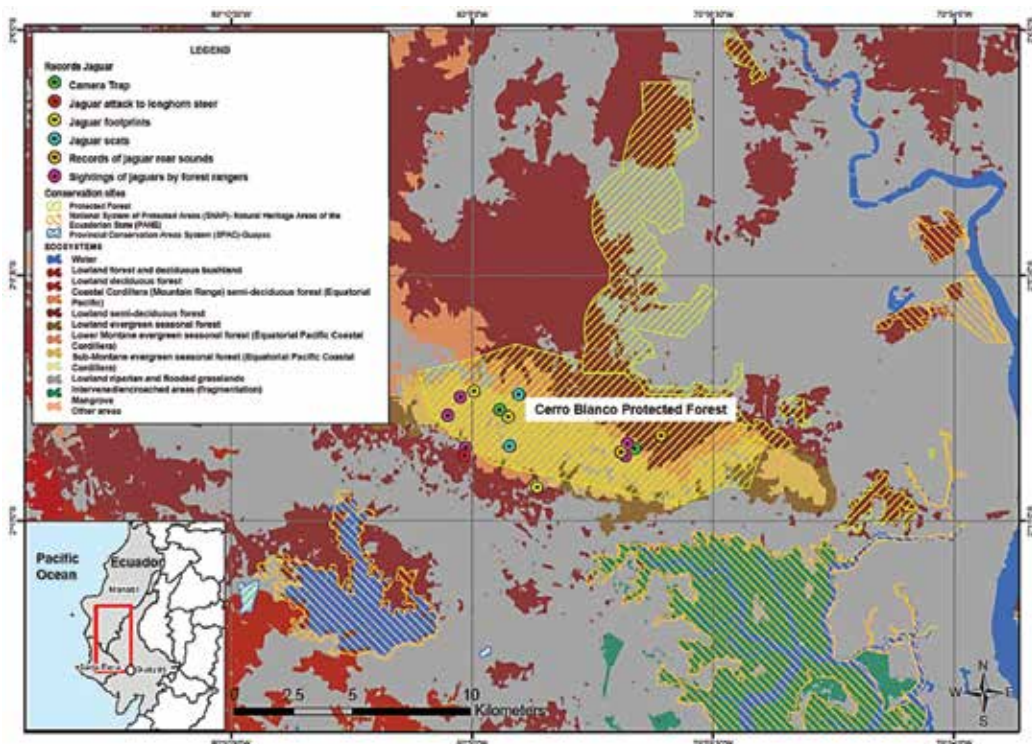 LEGEND
Records Jaguar
Camera Trap
Jaguar attack to longhorn steer
Jaguar footprints
Jaguar scats
Records of jaguar roar sounds
Sightings of jaguars by forest rangers
Conservation sites
Protected Forest
National System of Protected Areas (SNAP)- Natural Heritage Areas of the
Ecuadorian State (PANE)
Provincial Conservation Areas System (SPAC)-Guayas
ECOSYSTEMS
Water
Lowland forest and deciduous bushland
Lowland deciduous forest
Coastal Cordillera (Mountain Range) semi-deciduous forest (Equatorial
Pacific)
Lowland semi-deciduous forest
Lowland evergreen seasonal forest
Lower Montane evergreen seasonal forest (Equatorial Pacific Coastal
Cordillera)
Sub-Montane evergreen seasonal forest (Equatorial Pacific Coastal
Cordillera)
Lowland riparian and flooded grasslands
Intervened/encroached areas (fragmentation)
Mangrove
Other areas
Cerro Blanco Protected Forest
Pacific
Ocean
Ecuador
Manabí
Guayas
0 2.5 5 10
Kilometers
N
W E
S